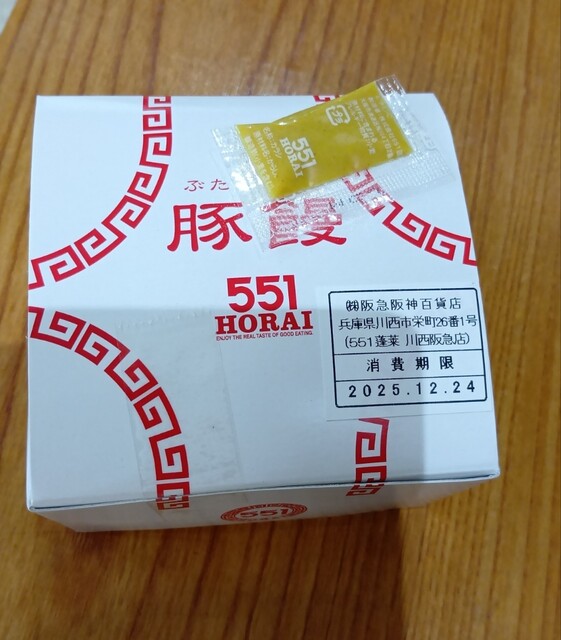 551
HORAI
ぶた
豚饅
551
HORAI
ENJOY THE REAL TASTE OF GOOD EATING.
㈱阪急阪神百貨店
兵庫県川西市栄町26番1号
(551蓬莱 川西阪急店)
消費期限
2025.12.24
551